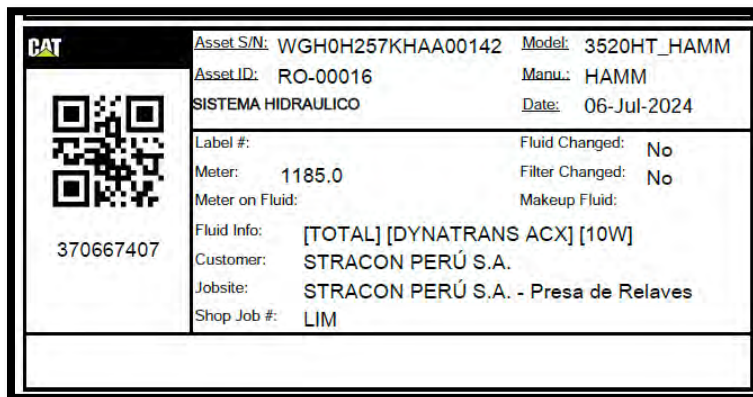 CAT
Asset S/N: WGH0H257KHAA00142 Model: 3520HT_HAMM
Asset ID: RO-00016 Manu.: HAMM
SISTEMA HIDRAULICO Date: 06-Jul-2024
370667407
Label #: Fluid Changed: No
Meter: 1185.0 Filter Changed: No
Meter on Fluid: Makeup Fluid:
Fluid Info: [TOTAL] [DYNATRANS ACX] [10W]
Customer: STRACON PERÚ S.A.
Jobsite: STRACON PERÚ S.A. - Presa de Relaves
Shop Job #: LIM